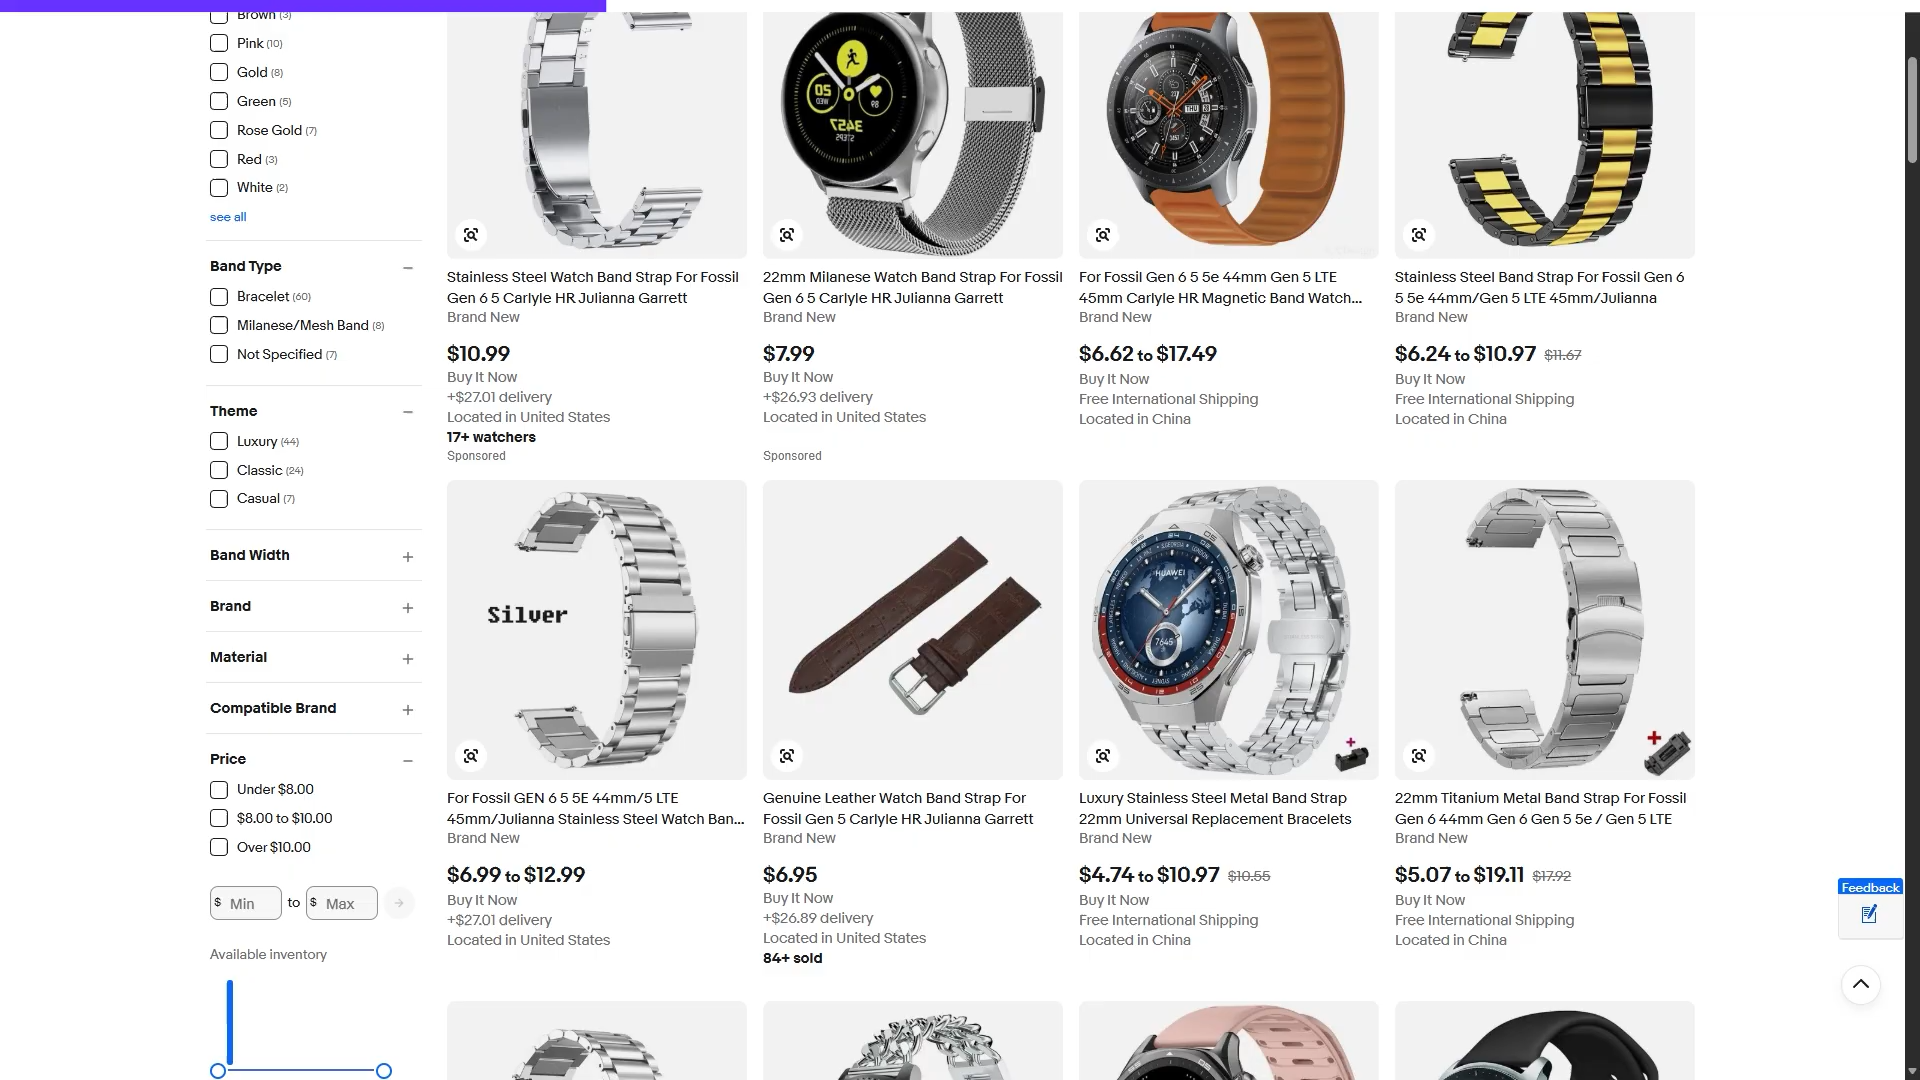 Brown (3)
Pink (10)
Gold (8)
Green (5)
Rose Gold (7)
Red (3)
White (2)
see all
Band Type
Bracelet (60)
Milanese/Mesh Band (8)
Not Specified (7)
Theme
Luxury (44)
Classic (24)
Casual (7)
Band Width
Brand
Material
Compatible Brand
Price
Under $8.00
$8.00 to $10.00
Over $10.00
$ Min to $ Max
Available inventory
Stainless Steel Watch Band Strap For Fossil
Gen 6 5 Carlyle HR Julianna Garrett
Brand New
$10.99
Buy It Now
+$27.01 delivery
Located in United States
17+ watchers
Sponsored
22mm Milanese Watch Band Strap For Fossil
Gen 6 5 Carlyle HR Julianna Garrett
Brand New
$7.99
Buy It Now
+$26.93 delivery
Located in United States
Sponsored
For Fossil Gen 6 5 5e 44mm Gen 5 LTE
45mm Carlyle HR Magnetic Band Watch...
Brand New
$6.62 to $17.49
Buy It Now
Free International Shipping
Located in China
Stainless Steel Band Strap For Fossil Gen 6
5 5e 44mm/Gen 5 LTE 45mm/Julianna
Brand New
$6.24 to $10.97 $11.67
Buy It Now
Free International Shipping
Located in China
Silver
For Fossil GEN 6 5 5E 44mm/5 LTE
45mm/Julianna Stainless Steel Watch Ban...
Brand New
$6.99 to $12.99
Buy It Now
+$27.01 delivery
Located in United States
Genuine Leather Watch Band Strap For
Fossil Gen 5 Carlyle HR Julianna Garrett
Brand New
$6.95
Buy It Now
+$26.89 delivery
Located in United States
84+ sold
HUAWEI
Luxury Stainless Steel Metal Band Strap
22mm Universal Replacement Bracelets
Brand New
$4.74 to $10.97 $10.55
Buy It Now
Free International Shipping
Located in China
22mm Titanium Metal Band Strap For Fossil
Gen 6 44mm Gen 6 Gen 5 5e / Gen 5 LTE
Brand New
$5.07 to $19.11 $17.92
Buy It Now
Free International Shipping
Located in China
Feedback